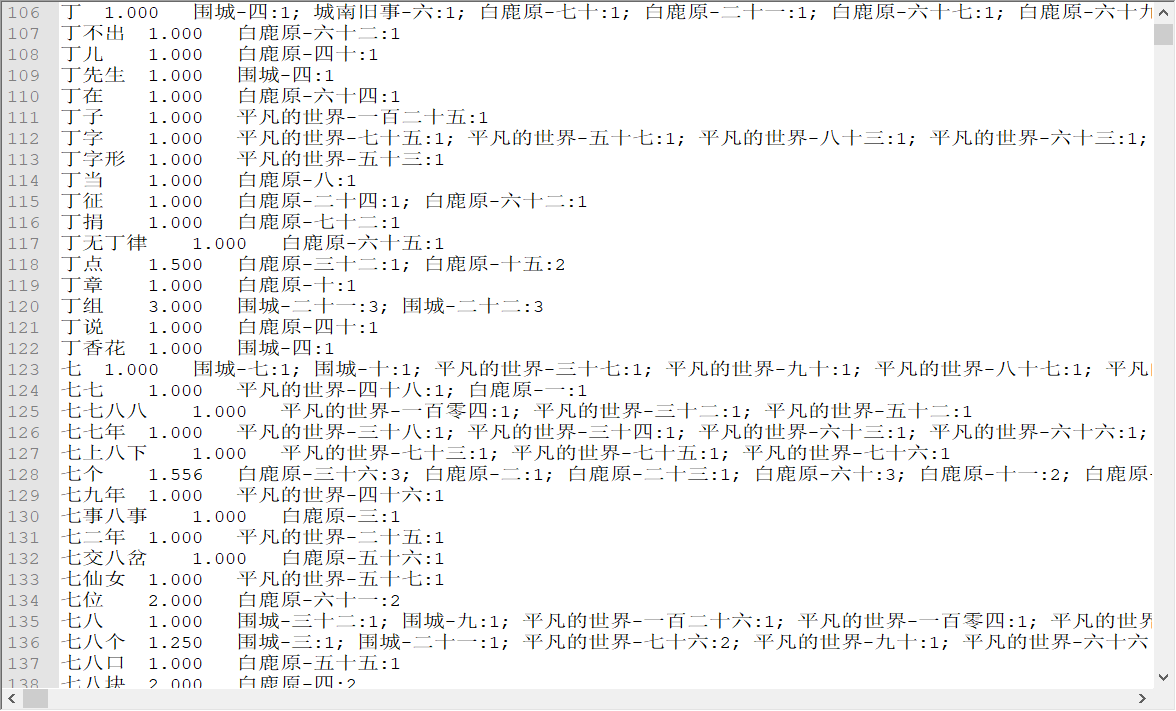 106 丁 1.000 围城-四:1; 城南旧事-六:1; 白鹿原-七十:1; 白鹿原-二十一:1; 白鹿原-六十七:1; 白鹿原-六十九
107 丁不出 1.000 白鹿原-六十二:1
108 丁儿 1.000 白鹿原-四十:1
109 丁先生 1.000 围城-四:1
110 丁在 1.000 白鹿原-六十四:1
111 丁子 1.000 平凡的世界-一百二十五:1
112 丁字 1.000 平凡的世界-七十五:1; 平凡的世界-五十七:1; 平凡的世界-八十三:1; 平凡的世界-六十三:1;
113 丁字形 1.000 平凡的世界-五十三:1
114 丁当 1.000 白鹿原-八:1
115 丁征 1.000 白鹿原-二十四:1; 白鹿原-六十二:1
116 丁捐 1.000 白鹿原-七十二:1
117 丁无丁律 1.000 白鹿原-六十五:1
118 丁点 1.500 白鹿原-三十二:1; 白鹿原-十五:2
119 丁章 1.000 白鹿原-十:1
120 丁组 3.000 围城-二十一:3; 围城-二十二:3
121 丁说 1.000 白鹿原-四十:1
122 丁香花 1.000 围城-四:1
123 七 1.000 围城-七:1; 围城-十:1; 平凡的世界-三十七:1; 平凡的世界-九十:1; 平凡的世界-八十七:1; 平凡
124 七七 1.000 平凡的世界-四十八:1; 白鹿原-一:1
125 七七八八 1.000 平凡的世界-一百零四:1; 平凡的世界-三十二:1; 平凡的世界-五十二:1
126 七七年 1.000 平凡的世界-三十八:1; 平凡的世界-三十四:1; 平凡的世界-六十三:1; 平凡的世界-六十六:1;
127 七上八下 1.000 平凡的世界-七十三:1; 平凡的世界-七十五:1; 平凡的世界-七十六:1
128 七个 1.556 白鹿原-三十六:3; 白鹿原-二:1; 白鹿原-二十三:1; 白鹿原-六十:3; 白鹿原-十一:2; 白鹿原-
129 七九年 1.000 平凡的世界-四十六:1
130 七事八事 1.000 白鹿原-三:1
131 七二年 1.000 平凡的世界-二十五:1
132 七交八岔 1.000 白鹿原-五十六:1
133 七仙女 1.000 平凡的世界-五十七:1
134 七位 2.000 白鹿原-六十一:2
135 七八 1.000 围城-三十二:1; 围城-九:1; 平凡的世界-一百二十六:1; 平凡的世界-一百零四:1; 平凡的世界
136 七八个 1.250 围城-三:1; 围城-二十一:1; 平凡的世界-七十六:2; 平凡的世界-九十:1; 平凡的世界-六十六
137 七八口 1.000 白鹿原-五十五:1
138 七八块 2.000 白鹿原-四:2